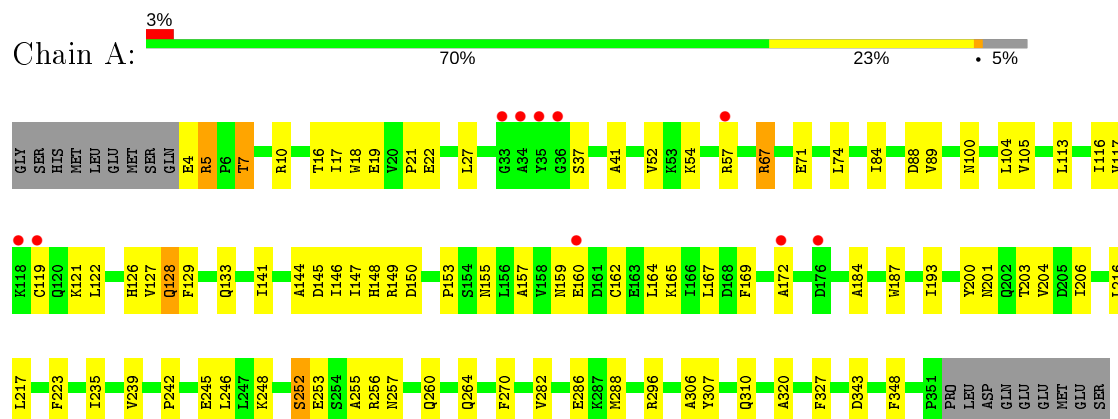 3%
Chain A:
70% 23% • 5%
GLY SER HIS MET LEU GLU MET SER GLN E4 R5 P6 T7 R10 T16 I17 W18 E19 V20 P21 E22 L27 G33 A34 Y35 G36 S37 A41 V52 K53 K54 R57 R67 E71 L74 I84 D88 V89 N100 L104 V105 L113 I116 V117
K118 C119 Q120 K121 L122 H126 V127 Q128 F129 Q133 I141 A144 D145 I146 I147 H148 R149 D150 P153 S154 N155 L156 A157 V158 N159 E160 D161 C162 E163 L164 K165 I166 L167 D168 F169 A172 D176 A184 W187 I193 Y200 N201 Q202 T203 V204 D205 I206 L216
L217 F223 I235 V239 P242 E245 L246 L247 K248 S252 E253 S254 A255 R256 N257 Q260 Q264 F270 V282 E286 K287 M288 R296 A306 Y307 Q310 A320 F327 D343 F348 P351 PRO LEU ASP GLN GLU GLU MET GLU SER